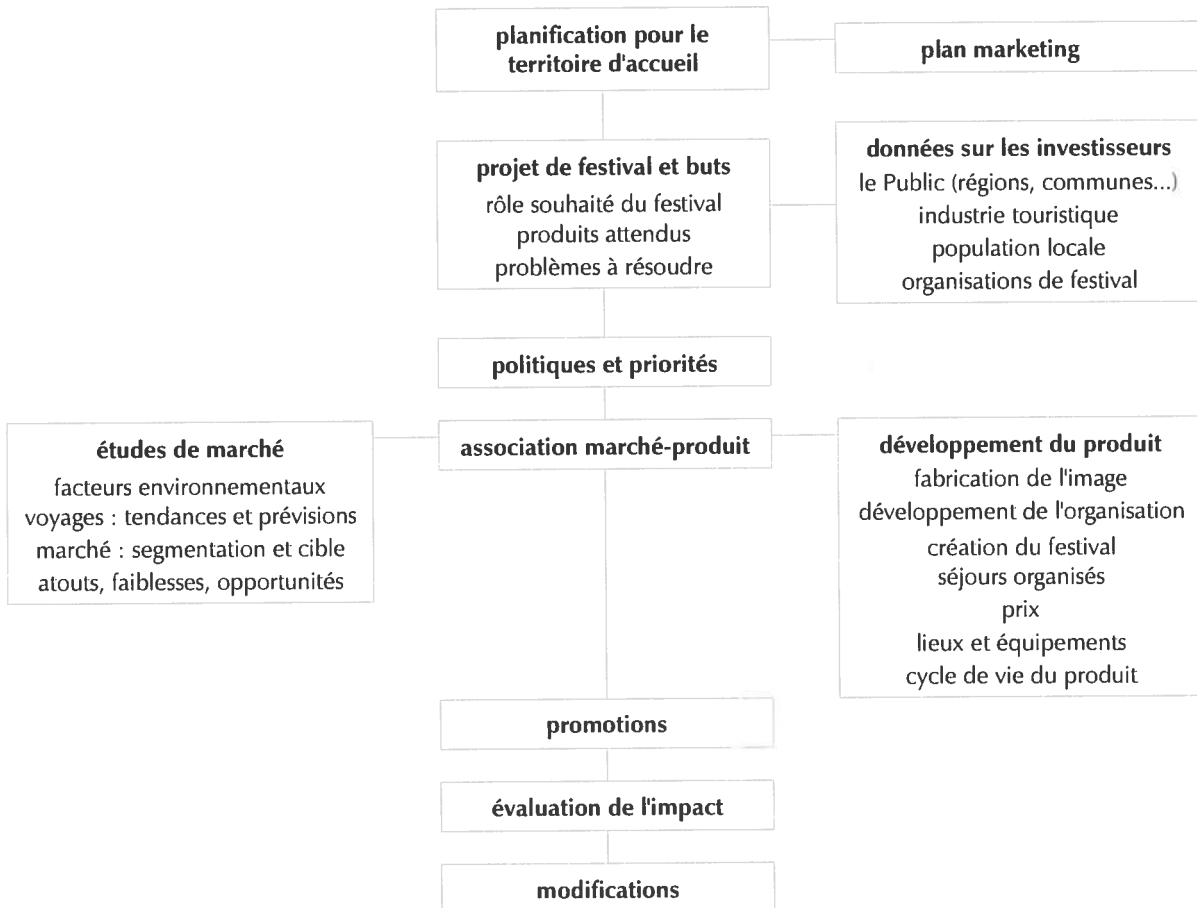 planification pour le
territoire d'accueil
plan marketing
projet de festival et buts
rôle souhaité du festival
produits attendus
problèmes à résoudre
données sur les investisseurs
le Public (régions, communes...)
industrie touristique
population locale
organisations de festival
politiques et priorités
études de marché
facteurs environnementaux
voyages : tendances et prévisions
marché : segmentation et cible
atouts, faiblesses, opportunités
association marché-produit
développement du produit
fabrication de l'image
développement de l'organisation
création du festival
séjours organisés
prix
lieux et équipements
cycle de vie du produit
promotions
évaluation de l'impact
modifications